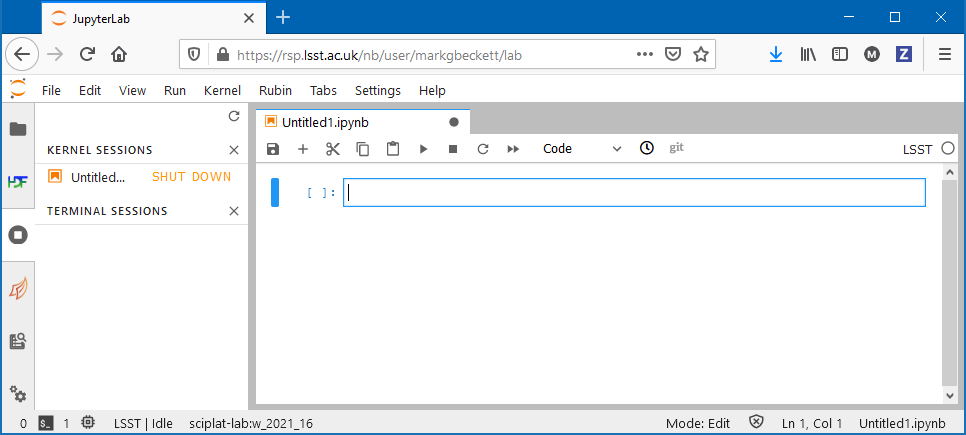 JupyterLab
https://rsp.lsst.ac.uk/nb/user/markgbeckett/lab
M
Z
File Edit View Run Kernel Rubin Tabs Settings Help
Untitled1.ipynb
Code git LSST
KERNEL SESSIONS
Untitled... SHUT DOWN
TERMINAL SESSIONS
HDF
[ ]:
0 $_ 1 LSST | Idle sciplat-lab:w_2021_16 Mode: Edit Ln 1, Col 1 Untitled1.ipynb